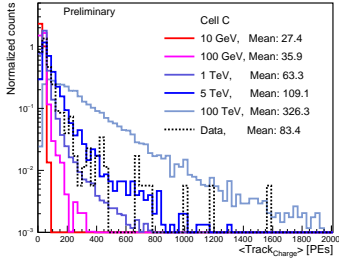 Preliminary
Cell C
10 GeV, Mean: 27.4
100 GeV, Mean: 35.9
1 TeV, Mean: 63.3
5 TeV, Mean: 109.1
100 TeV, Mean: 326.3
Data, Mean: 83.4
Normalized counts
1
10⁻¹
10⁻²
10⁻³
0 200 400 600 800 1000 1200 1400 1600 1800 2000
<Track_Charge> [PEs]